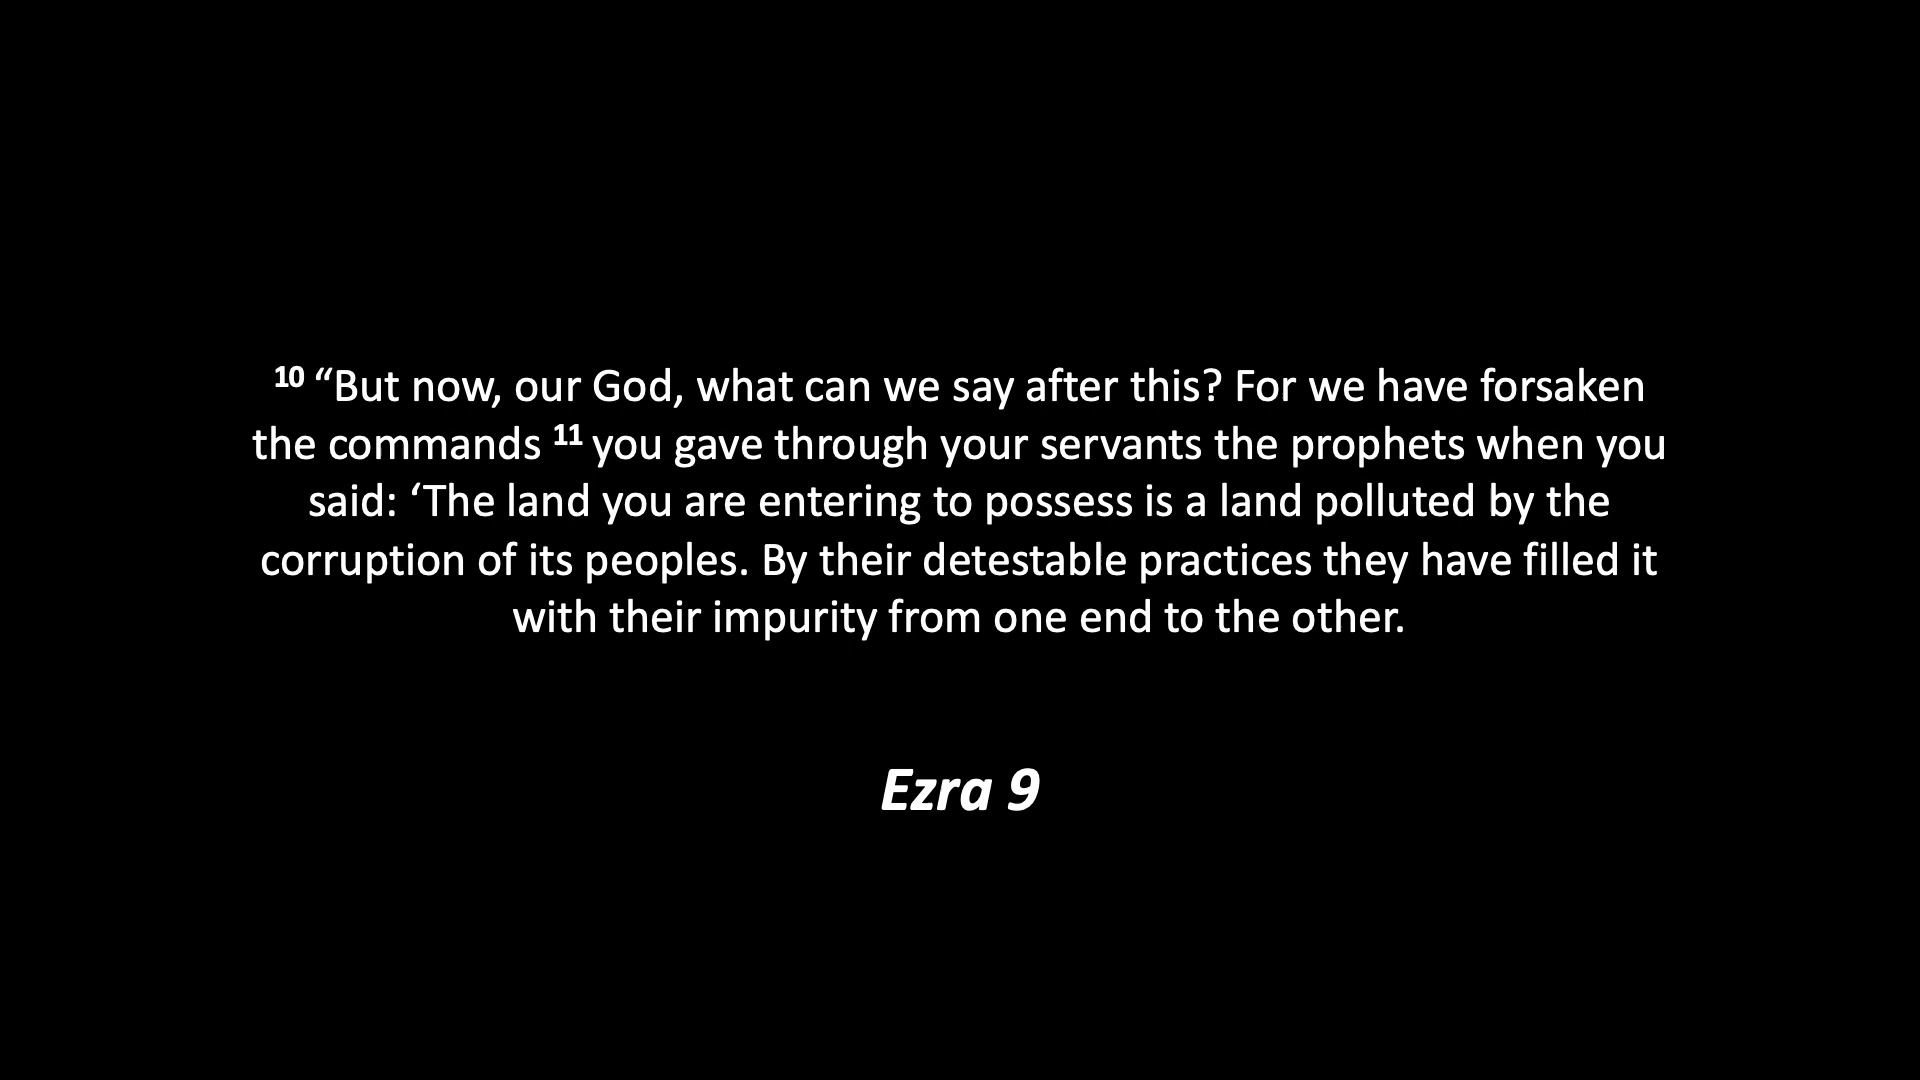 10 “But now, our God, what can we say after this? For we have forsaken
the commands 11 you gave through your servants the prophets when you
said: ‘The land you are entering to possess is a land polluted by the
corruption of its peoples. By their detestable practices they have filled it
with their impurity from one end to the other.
Ezra 9